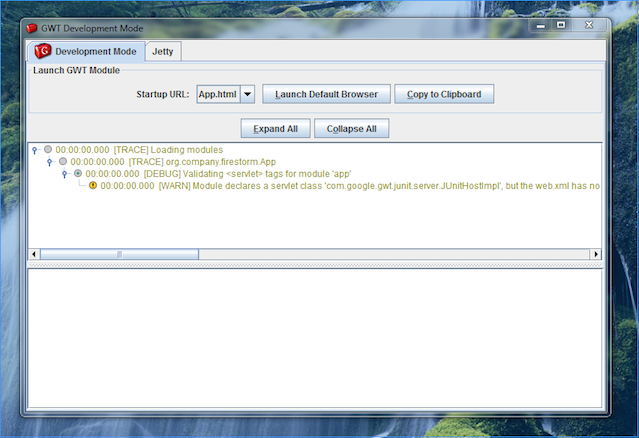 GWT Development Mode
G Development Mode Jetty
Launch GWT Module
Startup URL: App.html Launch Default Browser Copy to Clipboard
Expand All Collapse All
00:00:00.000 [TRACE] Loading modules
00:00:00.000 [TRACE] org.company.firestorm.App
00:00:00.000 [DEBUG] Validating <servlet> tags for module 'app'
00:00:00.000 [WARN] Module declares a servlet class 'com.google.gwt.junit.server.JUnitHostImpl', but the web.xml has no